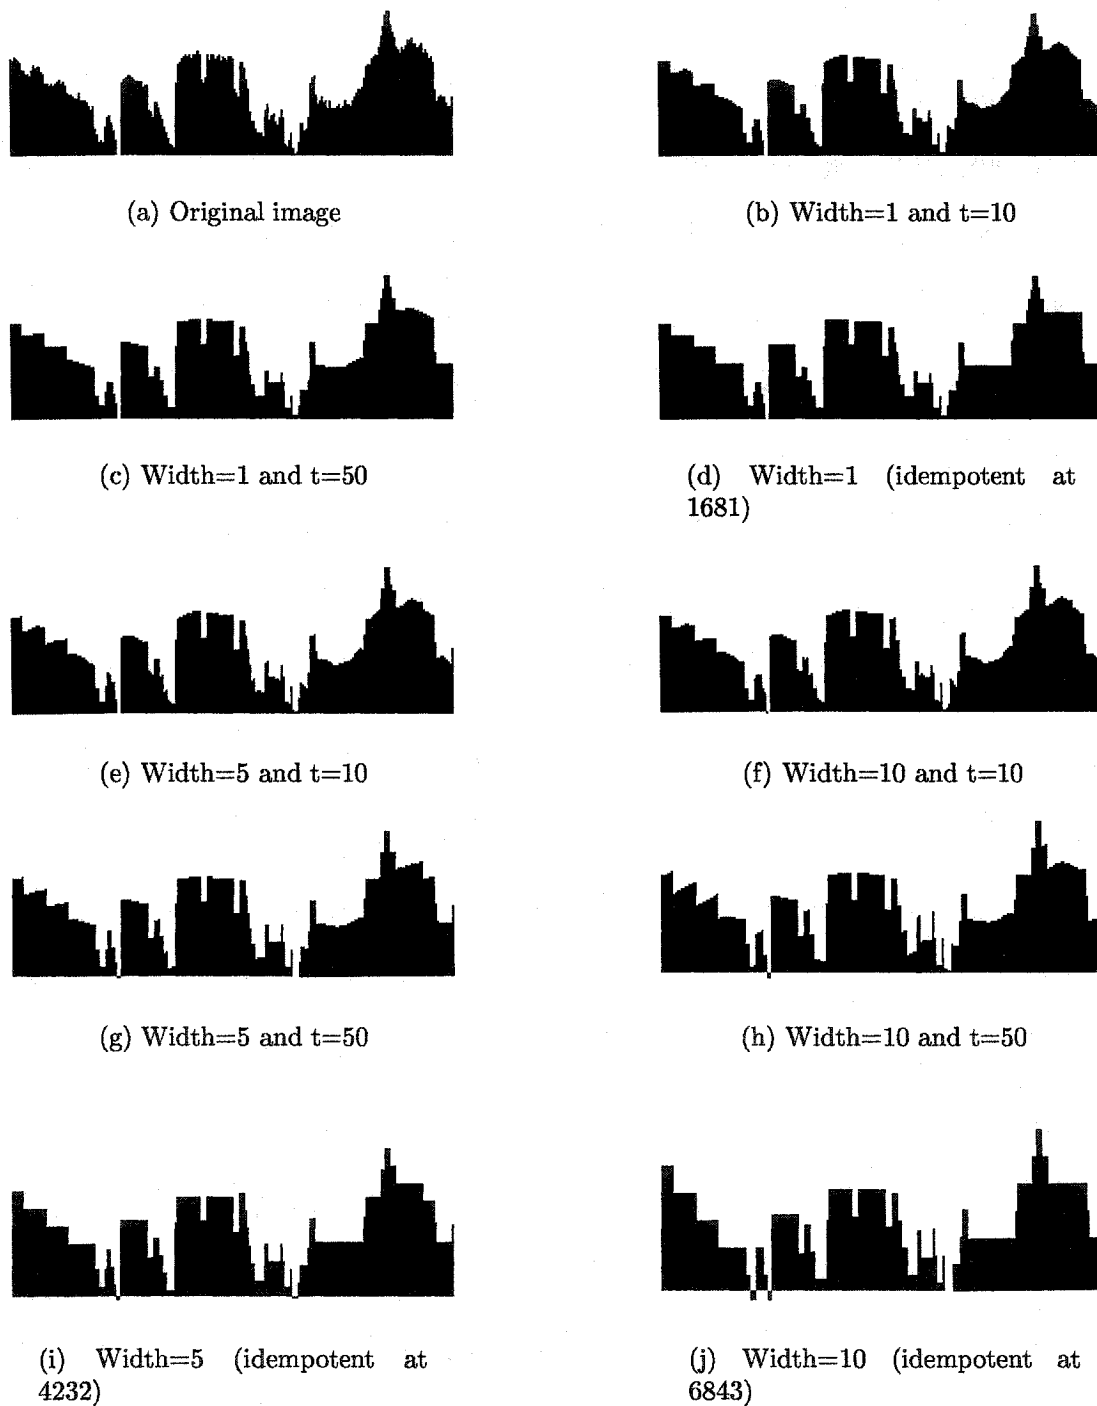 (a) Original image
(b) Width=1 and t=10
(c) Width=1 and t=50
(d) Width=1 (idempotent at
1681)
(e) Width=5 and t=10
(f) Width=10 and t=10
(g) Width=5 and t=50
(h) Width=10 and t=50
(i) Width=5 (idempotent at
4232)
(j) Width=10 (idempotent at
6843)